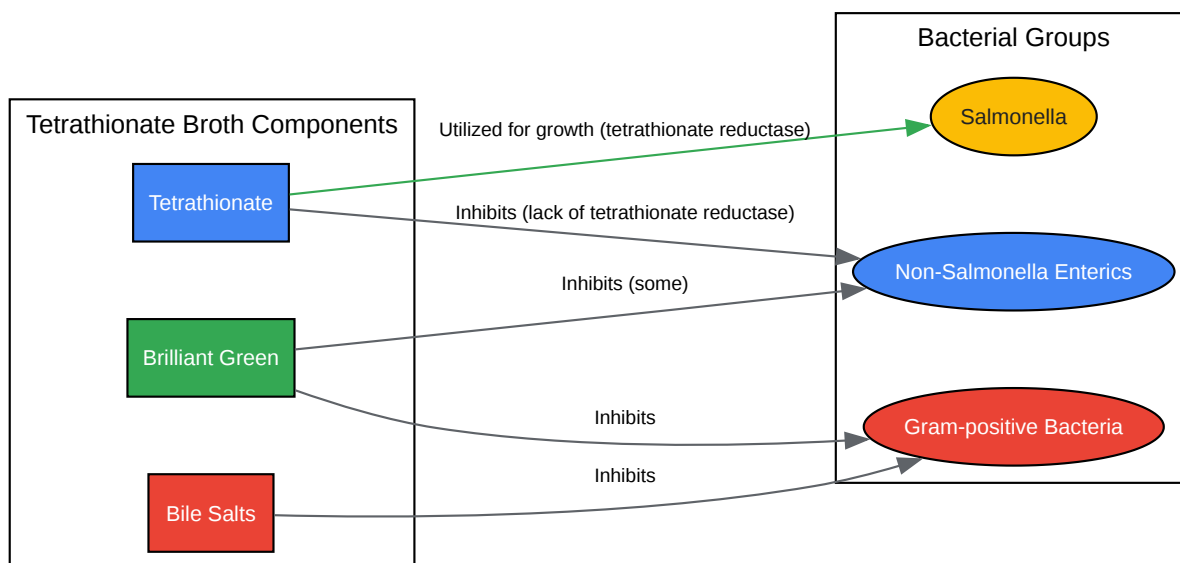 Bacterial Groups
Tetrathionate Broth Components
Salmonella
Utilized for growth (tetrathionate reductase)
Tetrathionate
Inhibits (lack of tetrathionate reductase)
Non-Salmonella Enterics
Inhibits (some)
Brilliant Green
Inhibits
Gram-positive Bacteria
Inhibits
Bile Salts